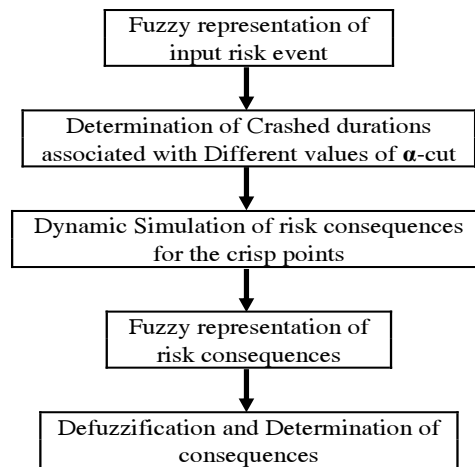 Fuzzy representation of
input risk event
Determination of Crashed durations
associated with Different values of α-cut
Dynamic Simulation of risk consequences
for the crisp points
Fuzzy representation of
risk consequences
Defuzzification and Determination of
consequences